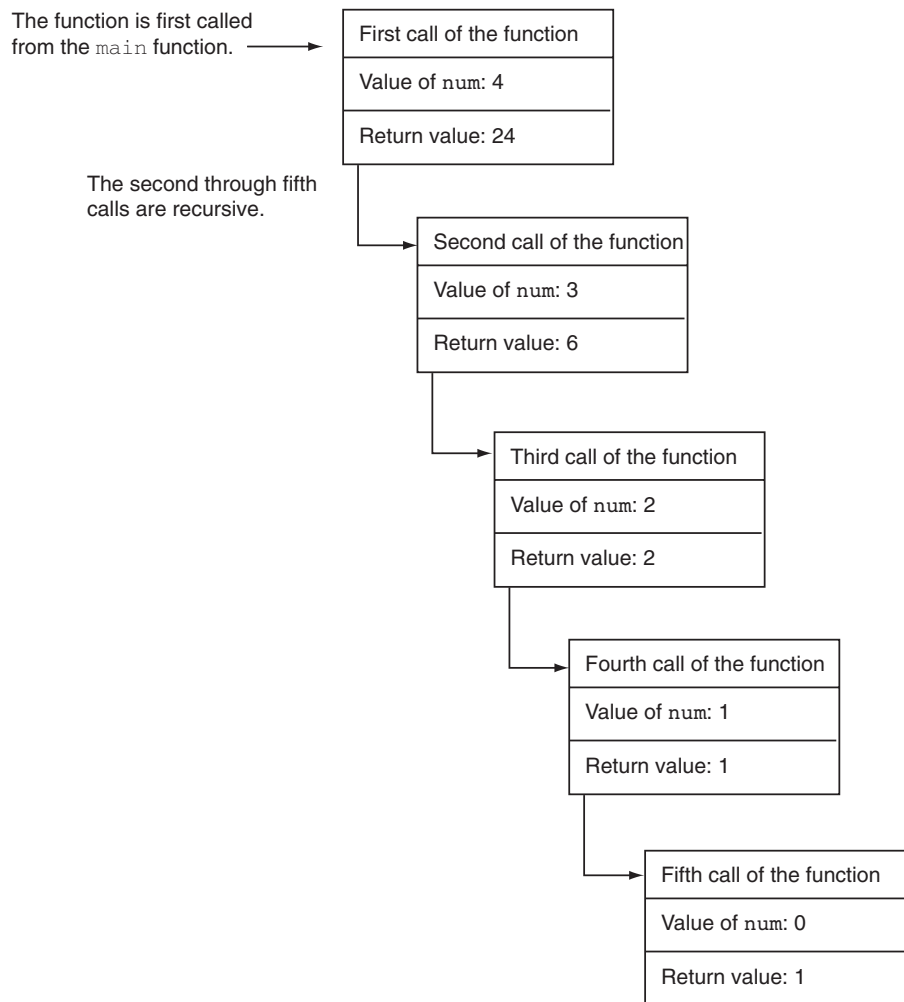 The function is first called
from the main function.
First call of the function
Value of num: 4
Return value: 24
The second through fifth
calls are recursive.
Second call of the function
Value of num: 3
Return value: 6
Third call of the function
Value of num: 2
Return value: 2
Fourth call of the function
Value of num: 1
Return value: 1
Fifth call of the function
Value of num: 0
Return value: 1